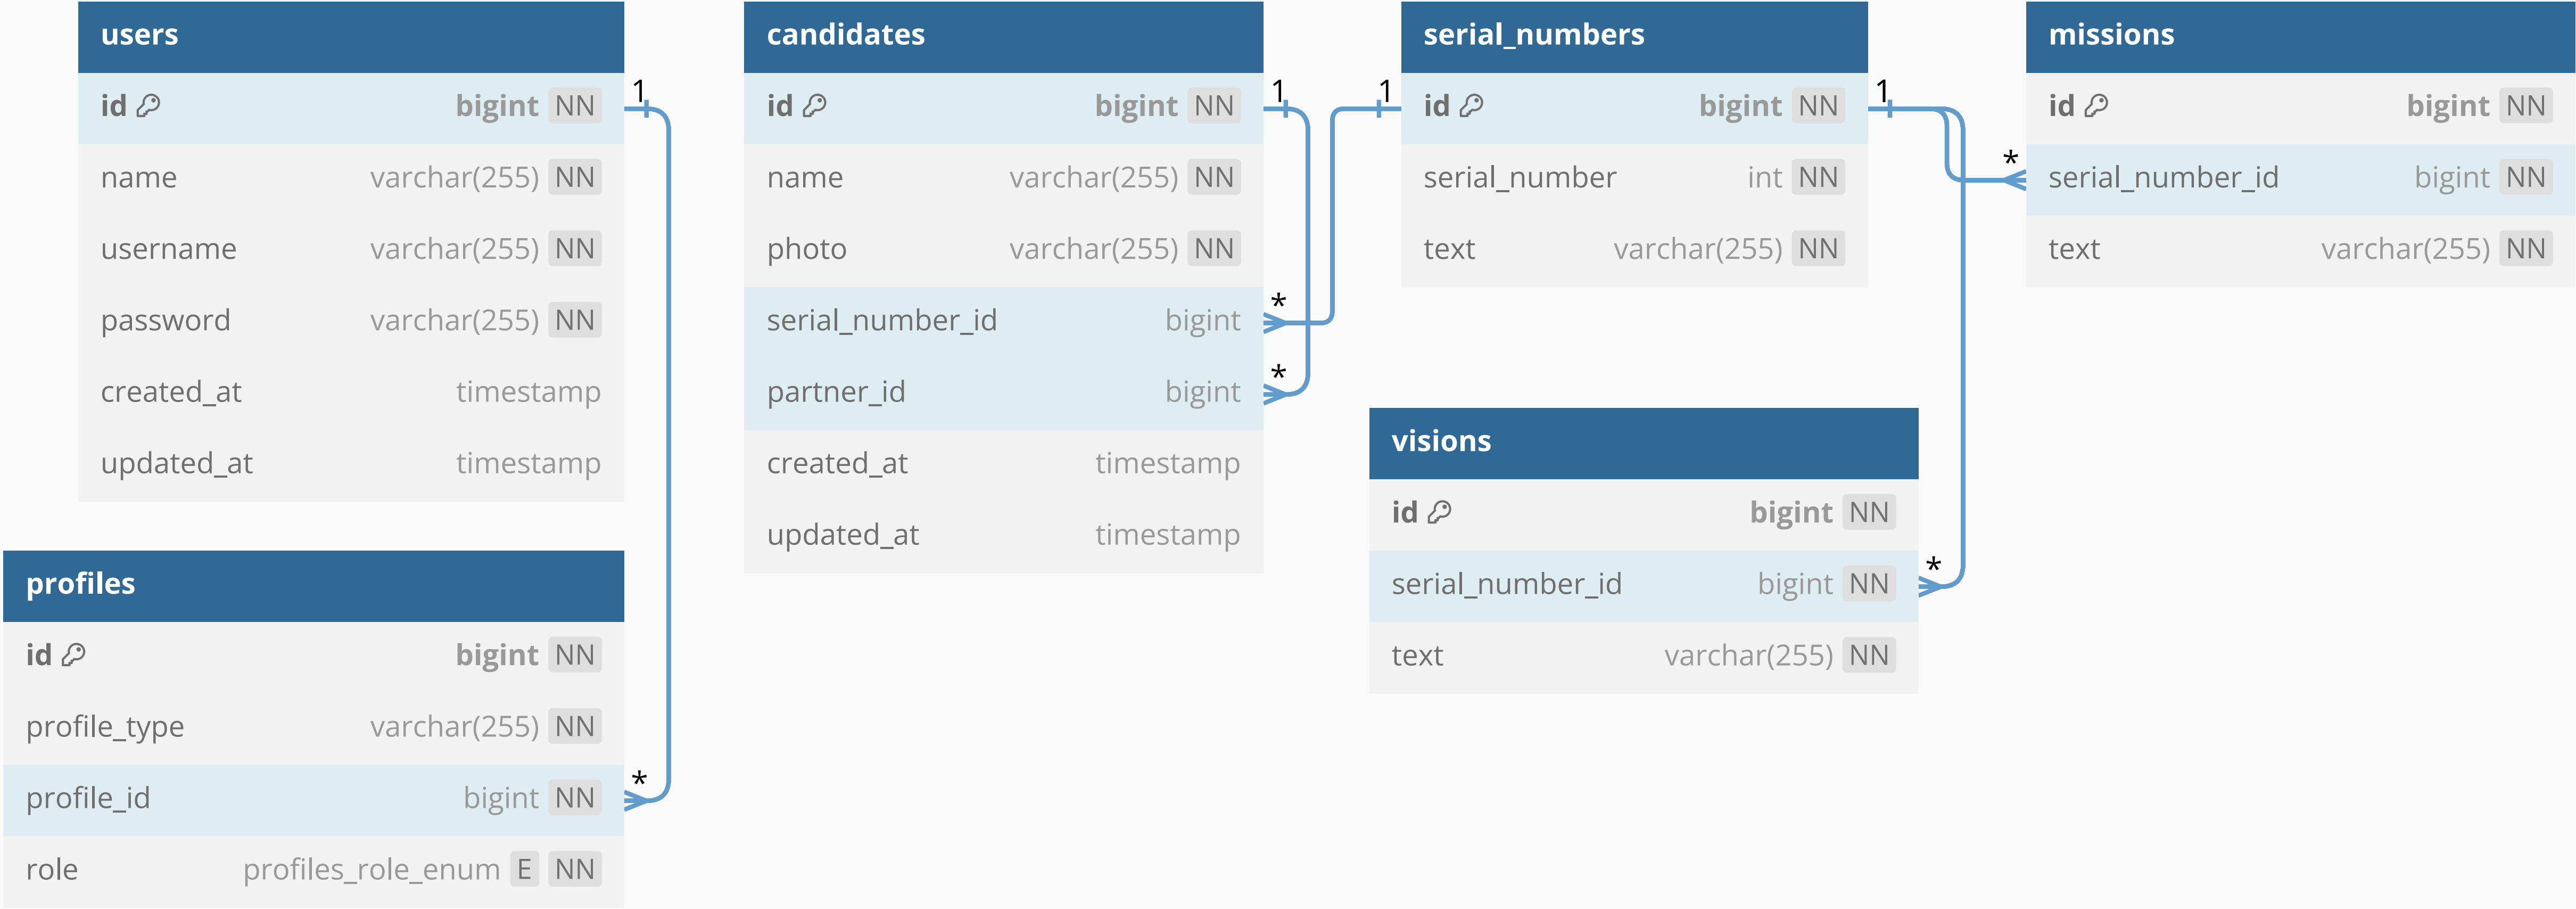 users
id bigint NN
name varchar(255) NN
username varchar(255) NN
password varchar(255) NN
created_at timestamp
updated_at timestamp
1
profiles
id bigint NN
profile_type varchar(255) NN
profile_id bigint NN
role profiles_role_enum E NN
*
candidates
id bigint NN
name varchar(255) NN
photo varchar(255) NN
serial_number_id bigint
partner_id bigint
created_at timestamp
updated_at timestamp
1
*
*
serial_numbers
1
id bigint NN
serial_number int NN
text varchar(255) NN
1
visions
id bigint NN
serial_number_id bigint NN
text varchar(255) NN
*
missions
id bigint NN
*
serial_number_id bigint NN
text varchar(255) NN